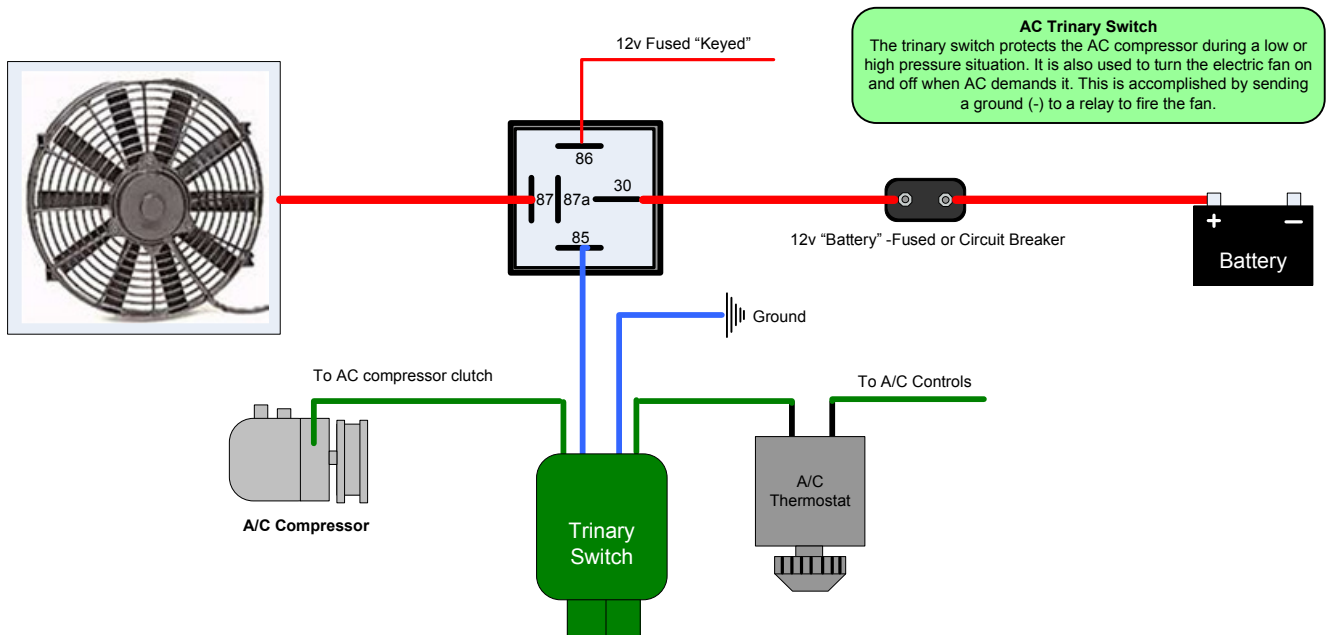 AC Trinary Switch
The trinary switch protects the AC compressor during a low or
high pressure situation. It is also used to turn the electric fan on
and off when AC demands it. This is accomplished by sending
a ground (-) to a relay to fire the fan.
12v Fused “Keyed”
86
30
87
87a
85
12v “Battery” -Fused or Circuit Breaker
+
–
Battery
Ground
To AC compressor clutch
To A/C Controls
A/C
Thermostat
A/C Compressor
Trinary
Switch